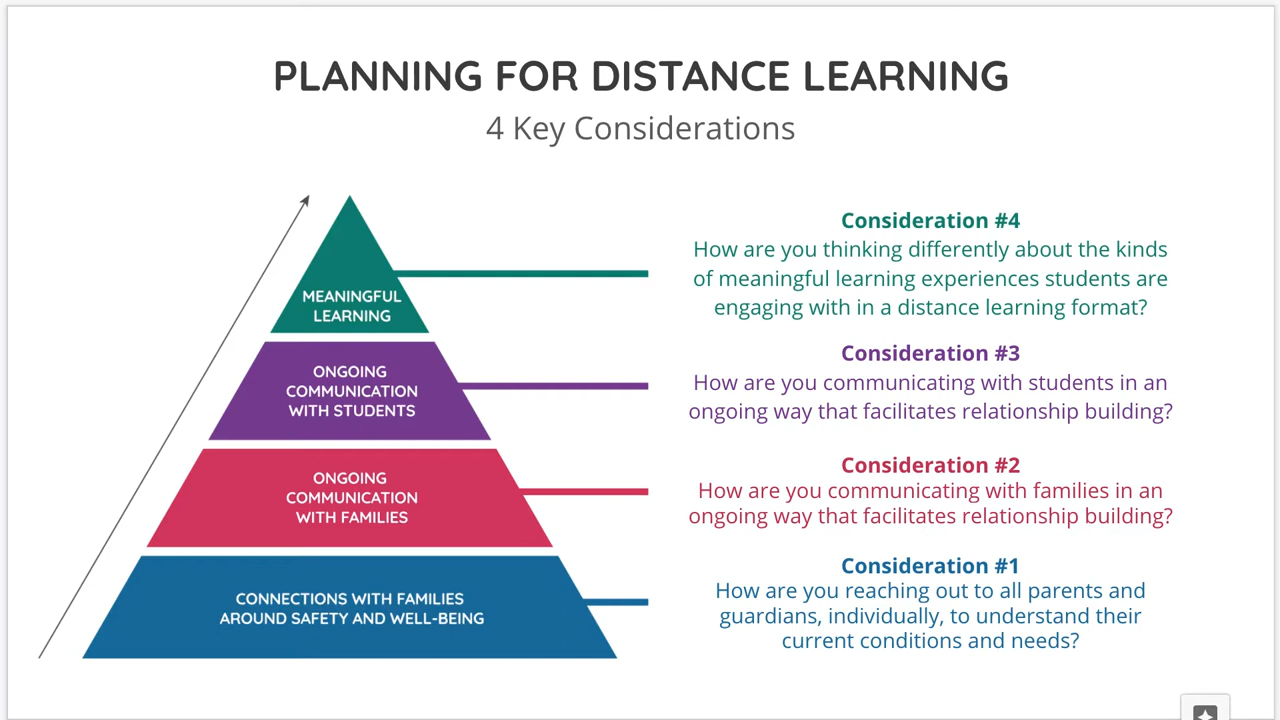 PLANNING FOR DISTANCE LEARNING
4 Key Considerations
MEANINGFUL
LEARNING
Consideration #4
How are you thinking differently about the kinds
of meaningful learning experiences students are
engaging with in a distance learning format?
ONGOING
COMMUNICATION
WITH STUDENTS
Consideration #3
How are you communicating with students in an
ongoing way that facilitates relationship building?
ONGOING
COMMUNICATION
WITH FAMILIES
Consideration #2
How are you communicating with families in an
ongoing way that facilitates relationship building?
CONNECTIONS WITH FAMILIES
AROUND SAFETY AND WELL-BEING
Consideration #1
How are you reaching out to all parents and
guardians, individually, to understand their
current conditions and needs?